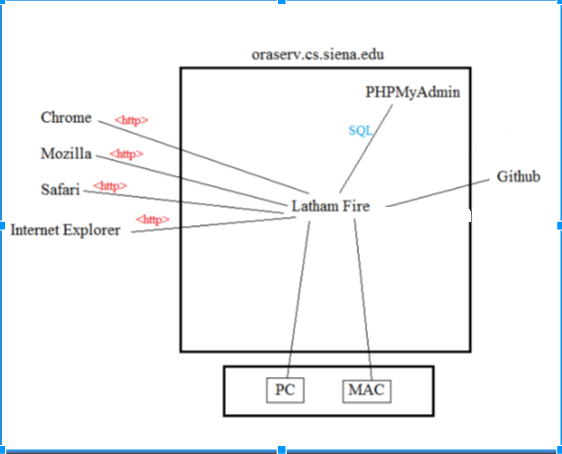 oraserv.cs.siena.edu
PHPMyAdmin
Chrome
<http>
SQL
Mozilla
<http>
Github
Safari
<http>
Latham Fire
<http>
Internet Explorer
PC
MAC